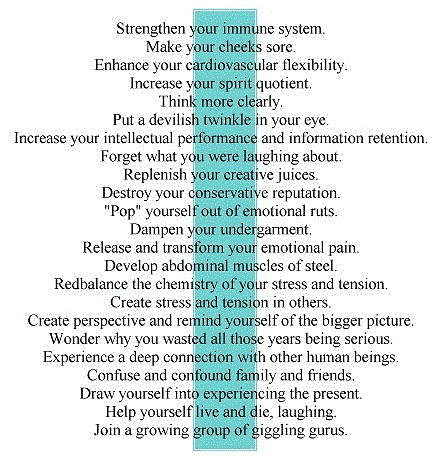 Strengthen your immune system.
Make your cheeks sore.
Enhance your cardiovascular flexibility.
Increase your spirit quotient.
Think more clearly.
Put a devilish twinkle in your eye.
Increase your intellectual performance and information retention.
Forget what you were laughing about.
Replenish your creative juices.
Destroy your conservative reputation.
"Pop" yourself out of emotional ruts.
Dampen your undergarment.
Release and transform your emotional pain.
Develop abdominal muscles of steel.
Redbalance the chemistry of your stress and tension.
Create stress and tension in others.
Create perspective and remind yourself of the bigger picture.
Wonder why you wasted all those years being serious.
Experience a deep connection with other human beings.
Confuse and confound family and friends.
Draw yourself into experiencing the present.
Help yourself live and die, laughing.
Join a growing group of giggling gurus.